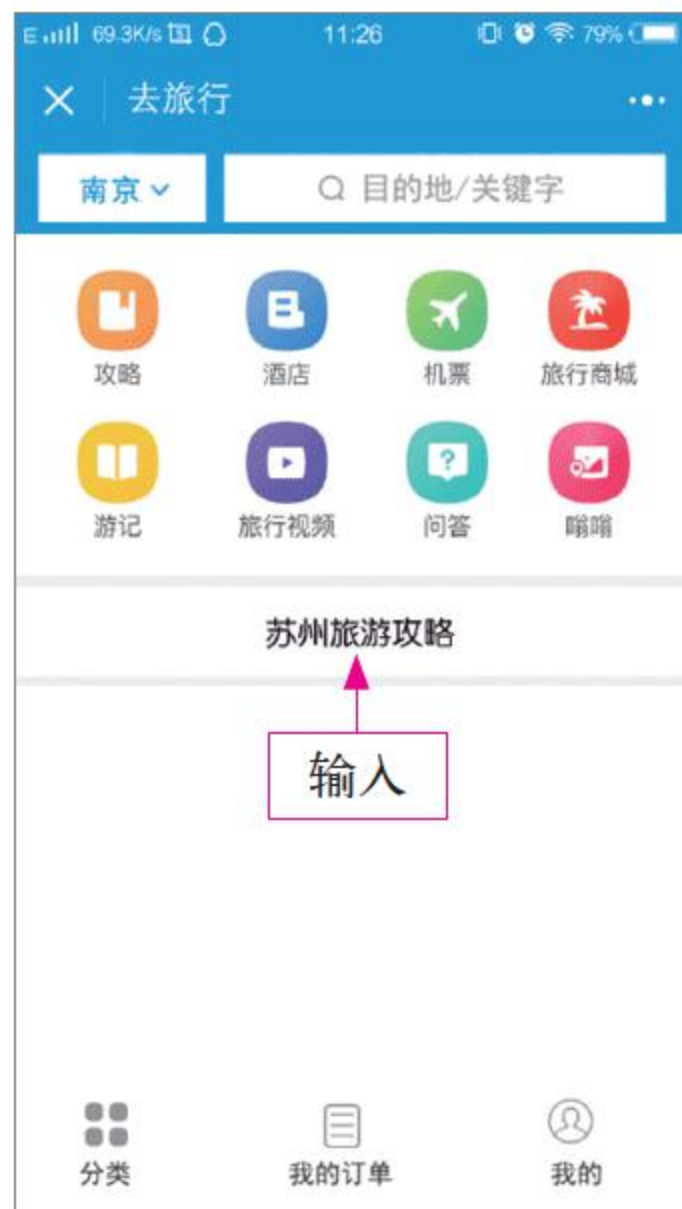 E 69.3K/s 11:26 79%
去旅行
南京 目的地/关键字
攻略 酒店 机票 旅行商城
游记 旅行视频 问答 嗡嗡
苏州旅游攻略
输入
分类 我的订单 我的